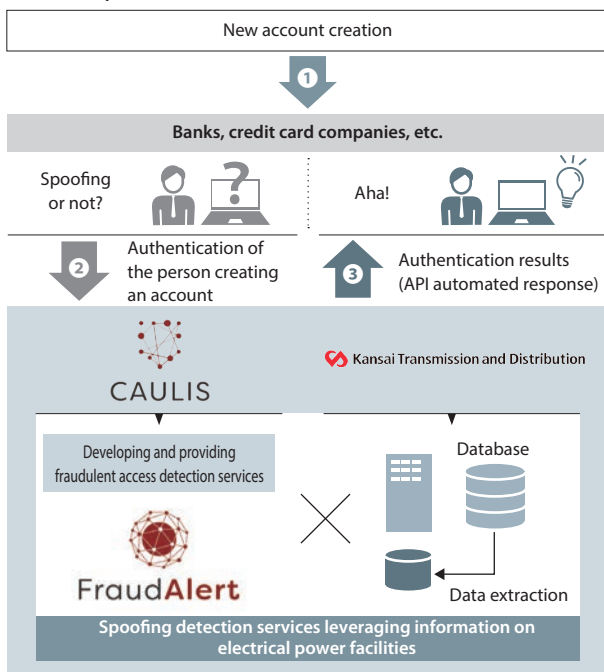 New account creation
1
Banks, credit card companies, etc.
Spoofing
or not?
?
Aha!
2
Authentication of
the person creating
an account
3
Authentication results
(API automated response)
CAULIS
Kansai Transmission and Distribution
Developing and providing
fraudulent access detection services
FraudAlert
Database
Data extraction
Spoofing detection services leveraging information on
electrical power facilities